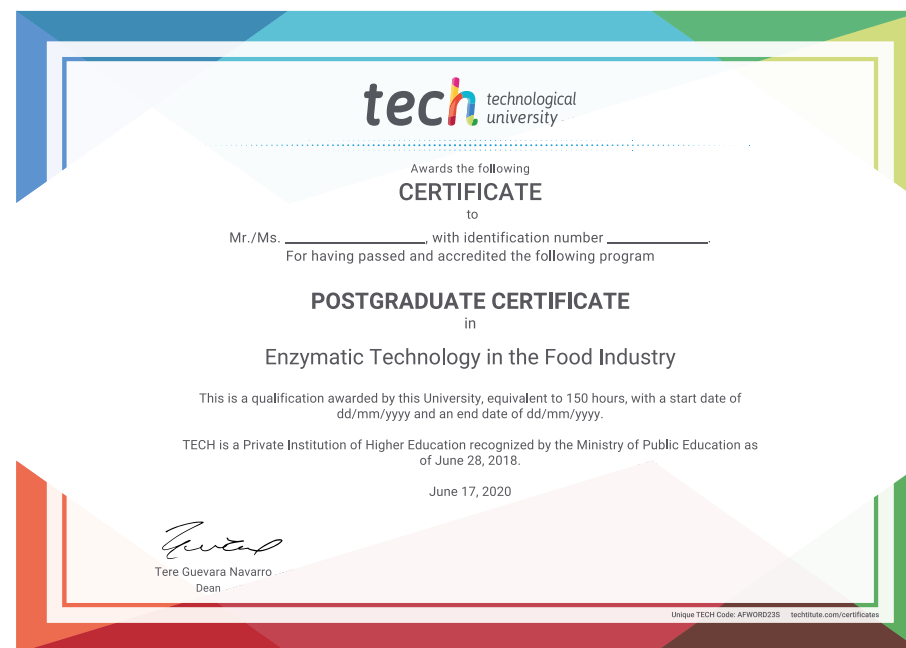 tech technological
university
Awards the following
CERTIFICATE
to
Mr./Ms. ____________________, with identification number ______________.
For having passed and accredited the following program
POSTGRADUATE CERTIFICATE
in
Enzymatic Technology in the Food Industry
This is a qualification awarded by this University, equivalent to 150 hours, with a start date of
dd/mm/yyyy and an end date of dd/mm/yyyy.
TECH is a Private Institution of Higher Education recognized by the Ministry of Public Education as
of June 28, 2018.
June 17, 2020
Tere Guevara Navarro
Dean
Unique TECH Code: AFWORD23S techtitute.com/certificates